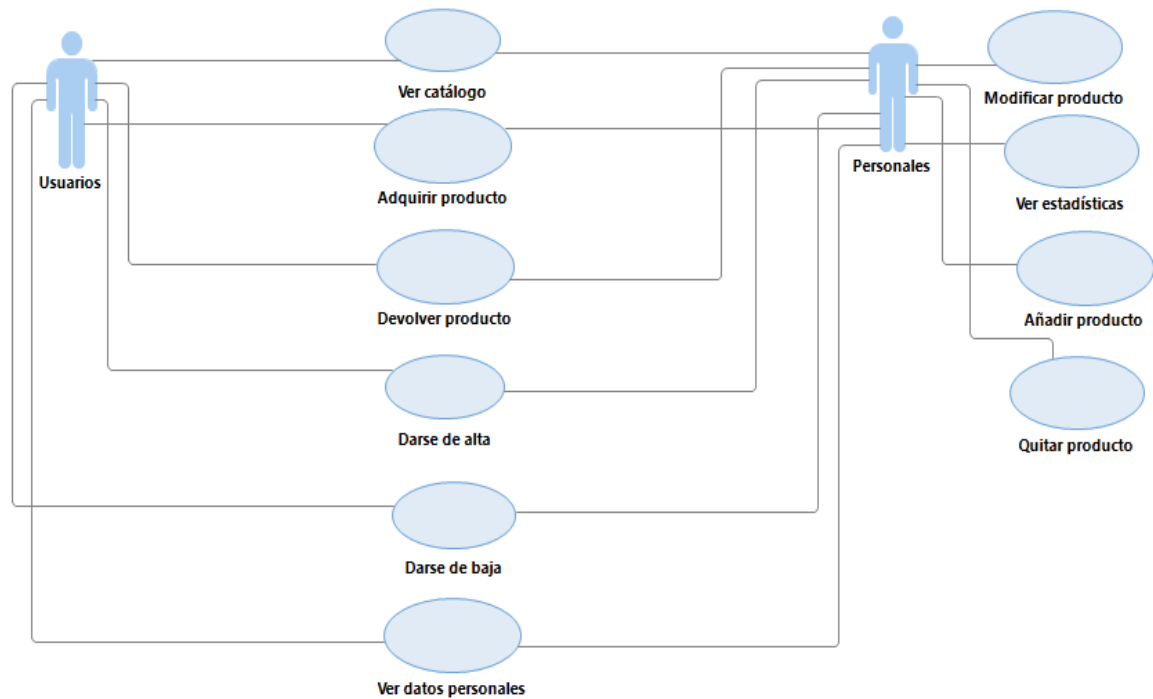 Ver catálogo
Modificar producto
Usuarios
Personales
Adquirir producto
Ver estadísticas
Devolver producto
Añadir producto
Darse de alta
Quitar producto
Darse de baja
Ver datos personales